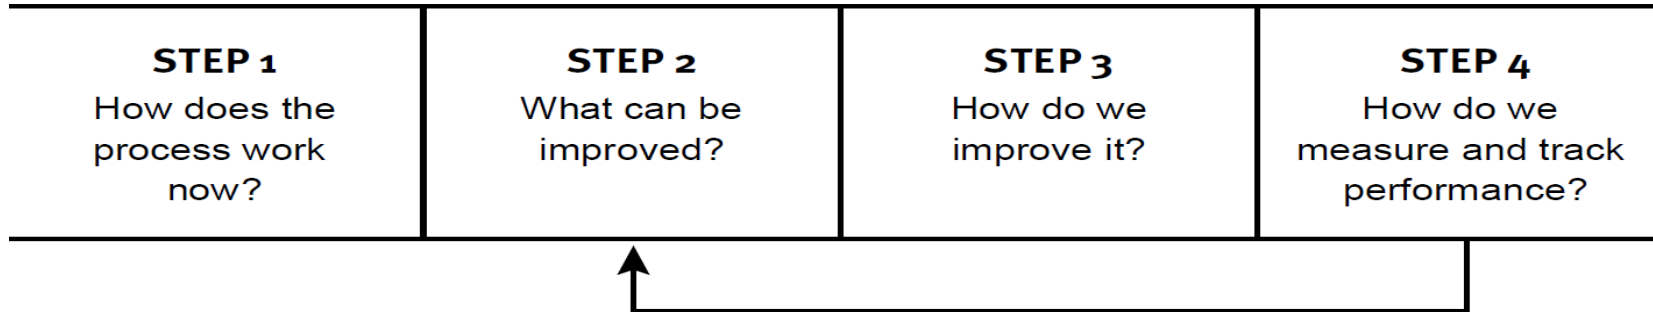 STEP 1
How does the
process work
now?
STEP 2
What can be
improved?
STEP 3
How do we
improve it?
STEP 4
How do we
measure and track
performance?